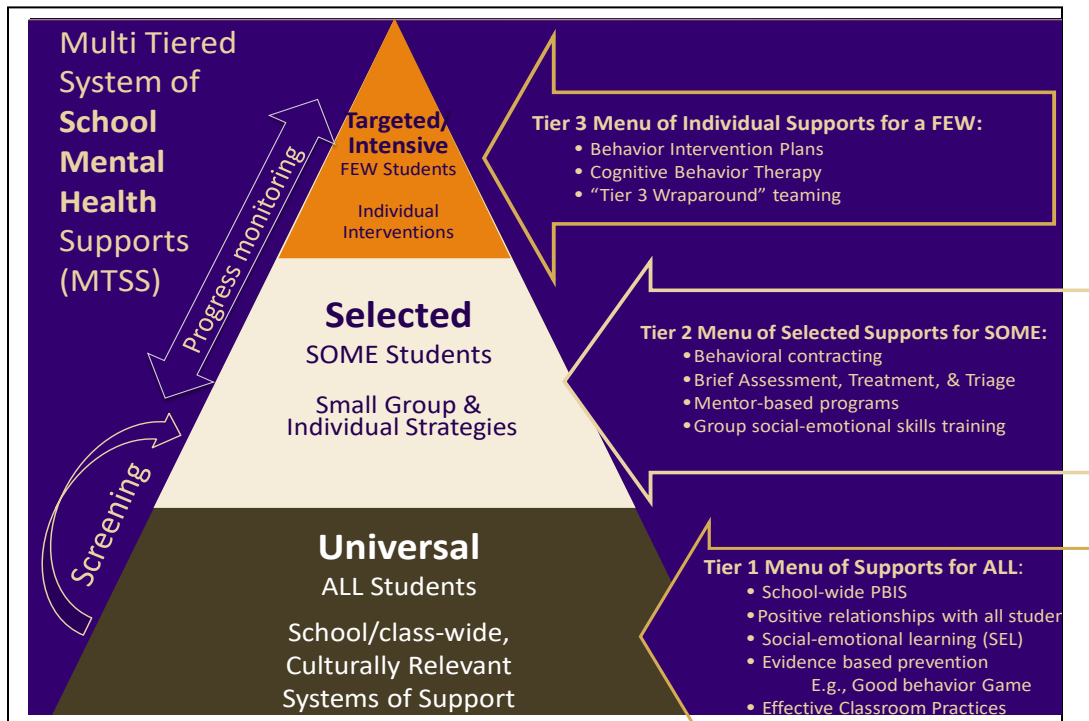 Multi Tiered
System of
School
Mental
Health
Supports
(MTSS)
Progress monitoring
Screening
Targeted/
Intensive
FEW Students
Individual
Interventions
Selected
SOME Students
Small Group &
Individual Strategies
Universal
ALL Students
School/class-wide,
Culturally Relevant
Systems of Support
Tier 3 Menu of Individual Supports for a FEW:
• Behavior Intervention Plans
• Cognitive Behavior Therapy
• “Tier 3 Wraparound” teaming
Tier 2 Menu of Selected Supports for SOME:
• Behavioral contracting
• Brief Assessment, Treatment, & Triage
• Mentor-based programs
• Group social-emotional skills training
Tier 1 Menu of Supports for ALL:
• School-wide PBIS
• Positive relationships with all studen
• Social-emotional learning (SEL)
• Evidence based prevention
E.g., Good behavior Game
• Effective Classroom Practices